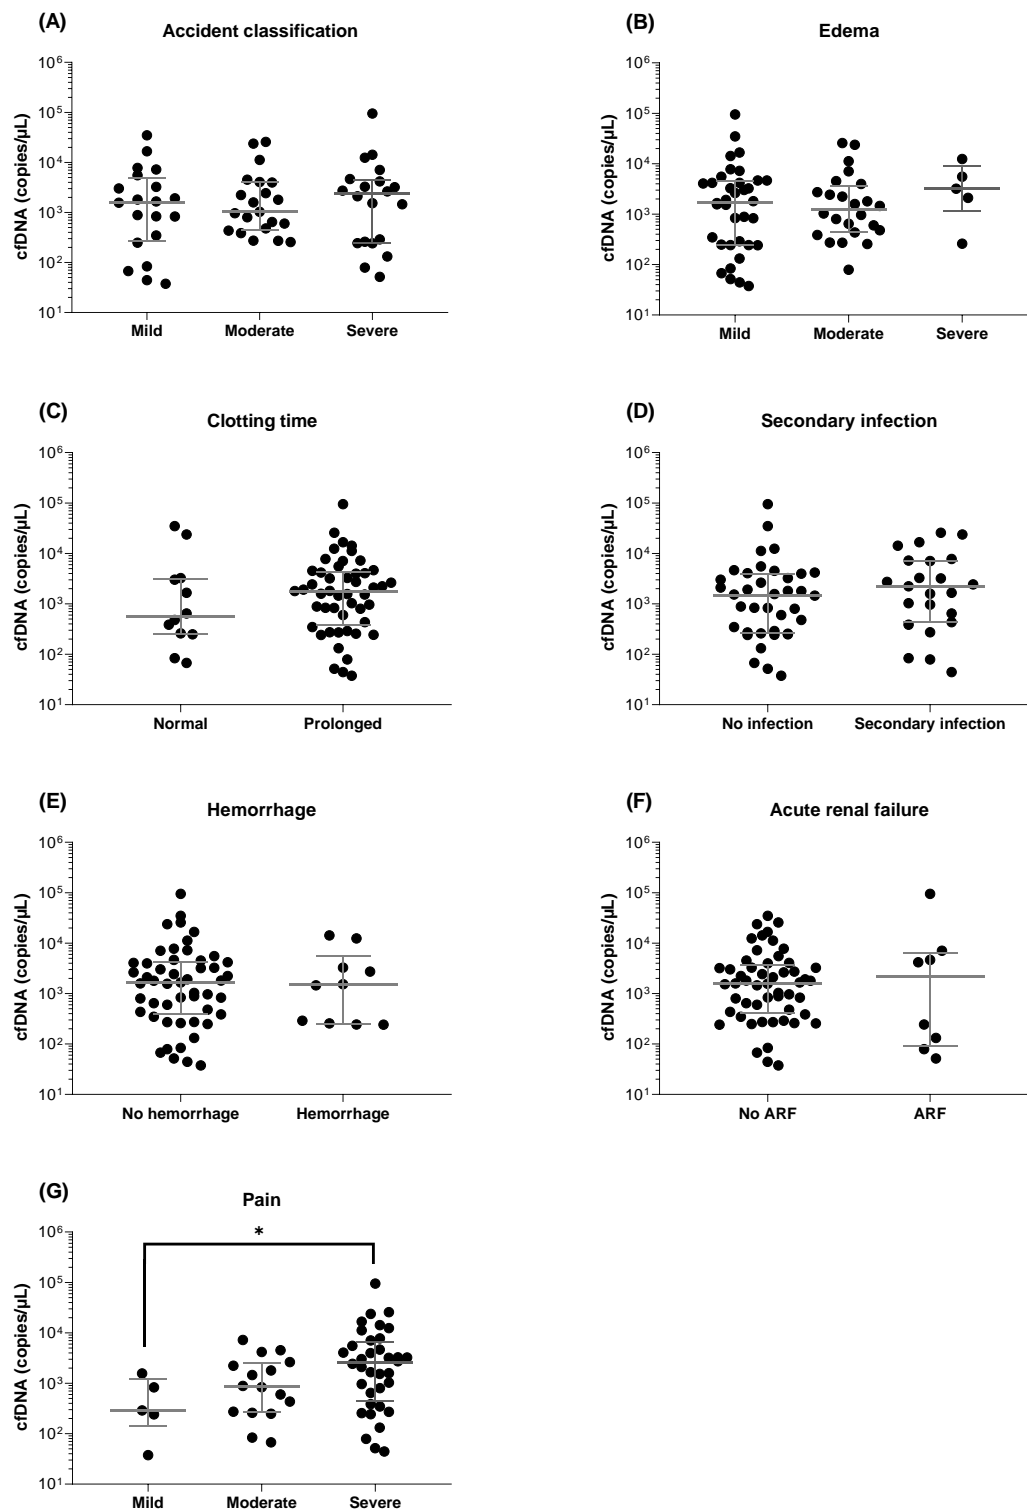 (A)
Accident classification
cfDNA (copies/µL)
10⁶
10⁵
10⁴
10³
10²
10¹
Mild Moderate Severe
(B)
Edema
cfDNA (copies/µL)
10⁶
10⁵
10⁴
10³
10²
10¹
Mild Moderate Severe
(C)
Clotting time
cfDNA (copies/µL)
10⁶
10⁵
10⁴
10³
10²
10¹
Normal Prolonged
(D)
Secondary infection
cfDNA (copies/µL)
10⁶
10⁵
10⁴
10³
10²
10¹
No infection Secondary infection
(E)
Hemorrhage
cfDNA (copies/µL)
10⁶
10⁵
10⁴
10³
10²
10¹
No hemorrhage Hemorrhage
(F)
Acute renal failure
cfDNA (copies/µL)
10⁶
10⁵
10⁴
10³
10²
10¹
No ARF ARF
(G)
Pain
cfDNA (copies/µL)
10⁶
10⁵
10⁴
10³
10²
10¹
*
Mild Moderate Severe